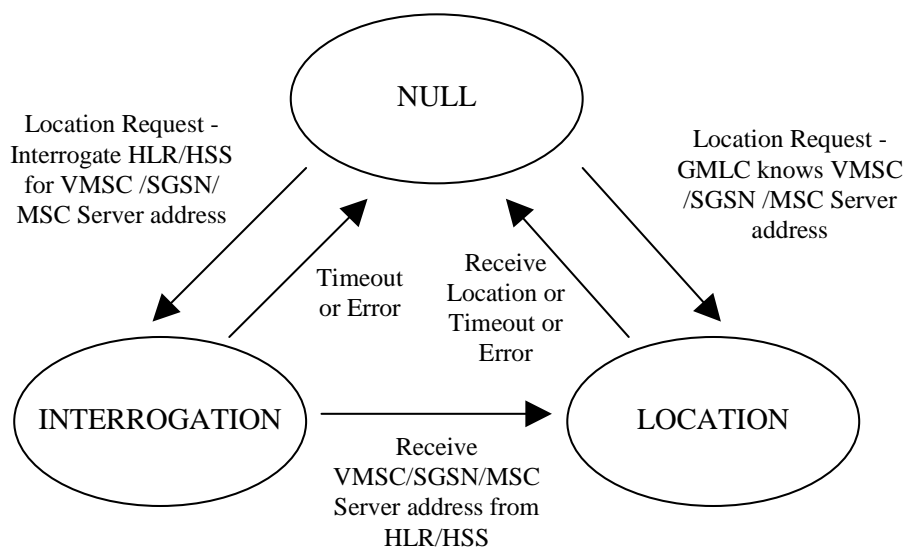 NULL
Location Request -
Interrogate HLR/HSS
for VMSC /SGSN/
MSC Server address
Location Request -
GMLC knows VMSC
/SGSN /MSC Server
address
Timeout
or Error
Receive
Location or
Timeout or
Error
INTERROGATION
LOCATION
Receive
VMSC/SGSN/MSC
Server address from
HLR/HSS